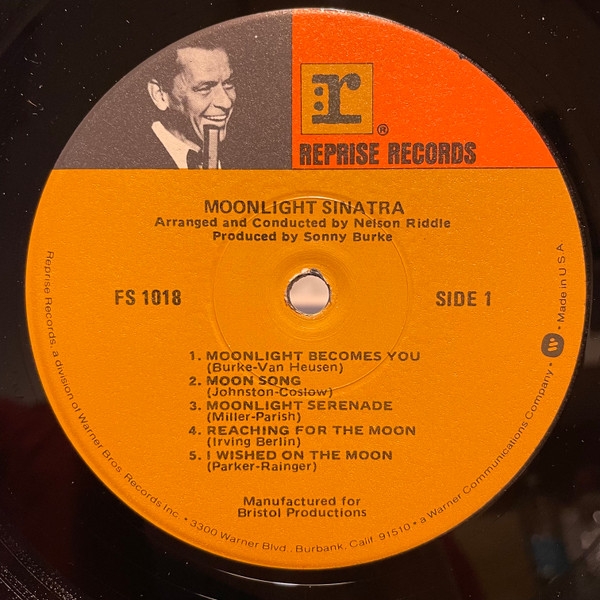 r
®
REPRISE RECORDS
MOONLIGHT SINATRA
Arranged and Conducted by Nelson Riddle
Produced by Sonny Burke
FS 1018
SIDE 1
1. MOONLIGHT BECOMES YOU
(Burke-Van Heusen)
2. MOON SONG
(Johnston-Coslow)
3. MOONLIGHT SERENADE
(Miller-Parish)
4. REACHING FOR THE MOON
(Irving Berlin)
5. I WISHED ON THE MOON
(Parker-Rainger)
Manufactured for
Bristol Productions
Reprise Records, a division of Warner Bros. Records Inc. • 3300 Warner Blvd., Burbank, Calif. 91510 • a Warner Communications Company • W • Made in U.S.A.